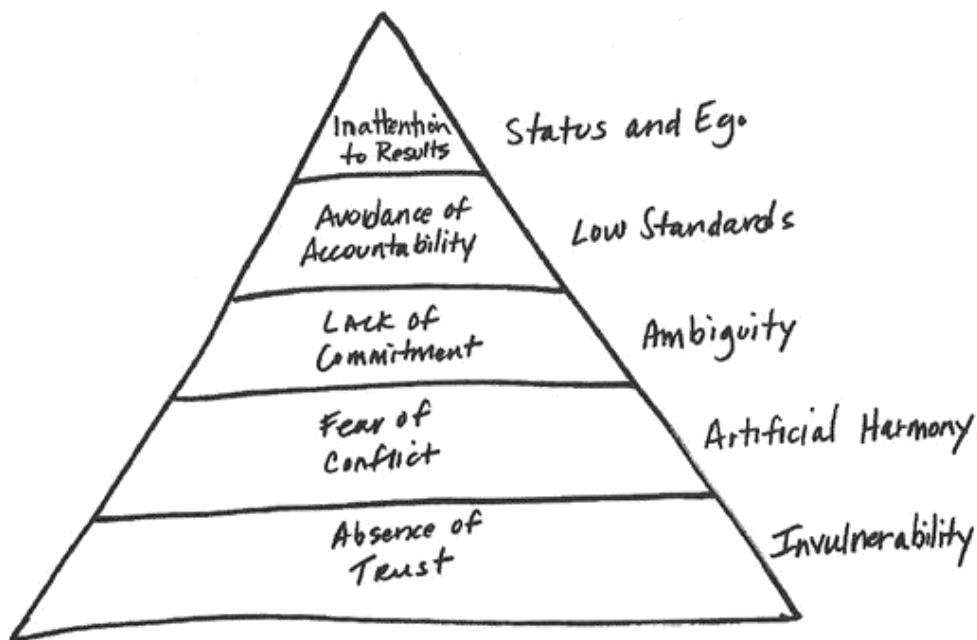 Inattention
to Results
Status and Ego
Avoidance of
Accountability
Low Standards
Lack of
Commitment
Ambiguity
Fear of
Conflict
Artificial Harmony
Absence of
Trust
Invulnerability